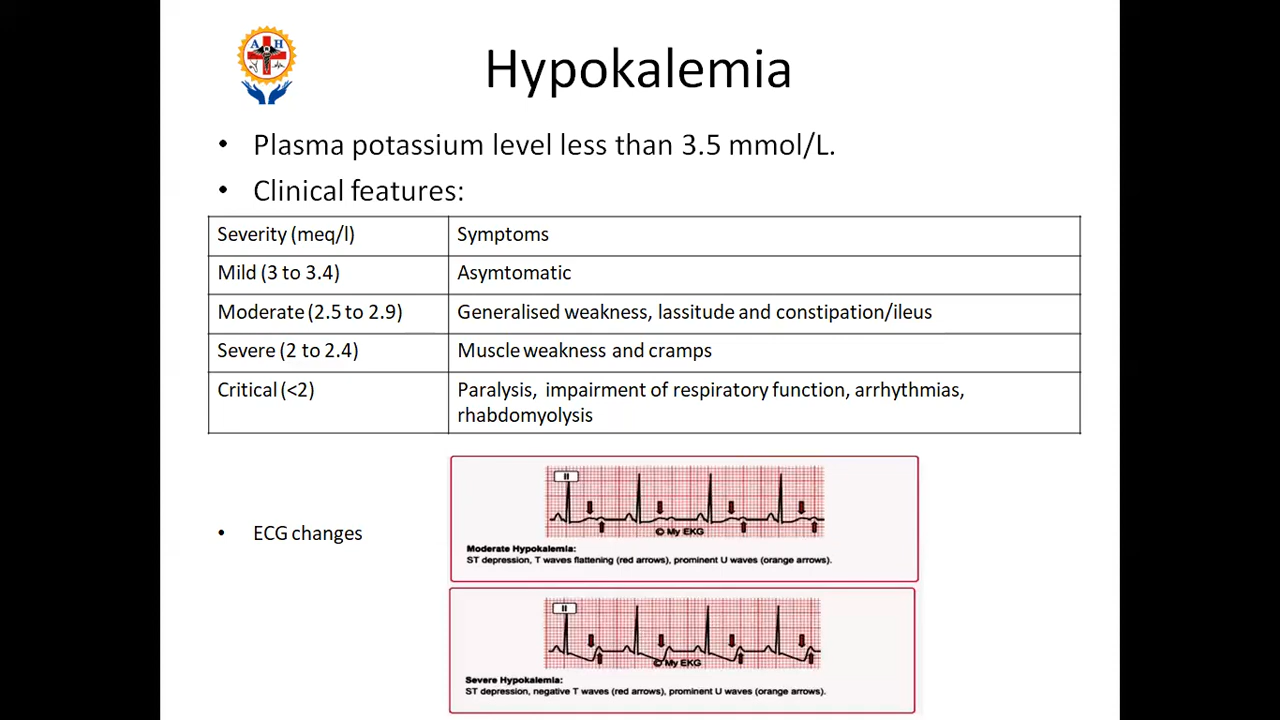 A H
Hypokalemia
• Plasma potassium level less than 3.5 mmol/L.
• Clinical features:
Severity (meq/l) Symptoms
Mild (3 to 3.4) Asymtomatic
Moderate (2.5 to 2.9) Generalised weakness, lassitude and constipation/ileus
Severe (2 to 2.4) Muscle weakness and cramps
Critical (<2) Paralysis, impairment of respiratory function, arrhythmias,
rhabdomyolysis
• ECG changes
II
© My EKG
Moderate Hypokalemia:
ST depression, T waves flattening (red arrows), prominent U waves (orange arrows).
II
© My EKG
Severe Hypokalemia:
ST depression, negative T waves (red arrows), prominent U waves (orange arrows).